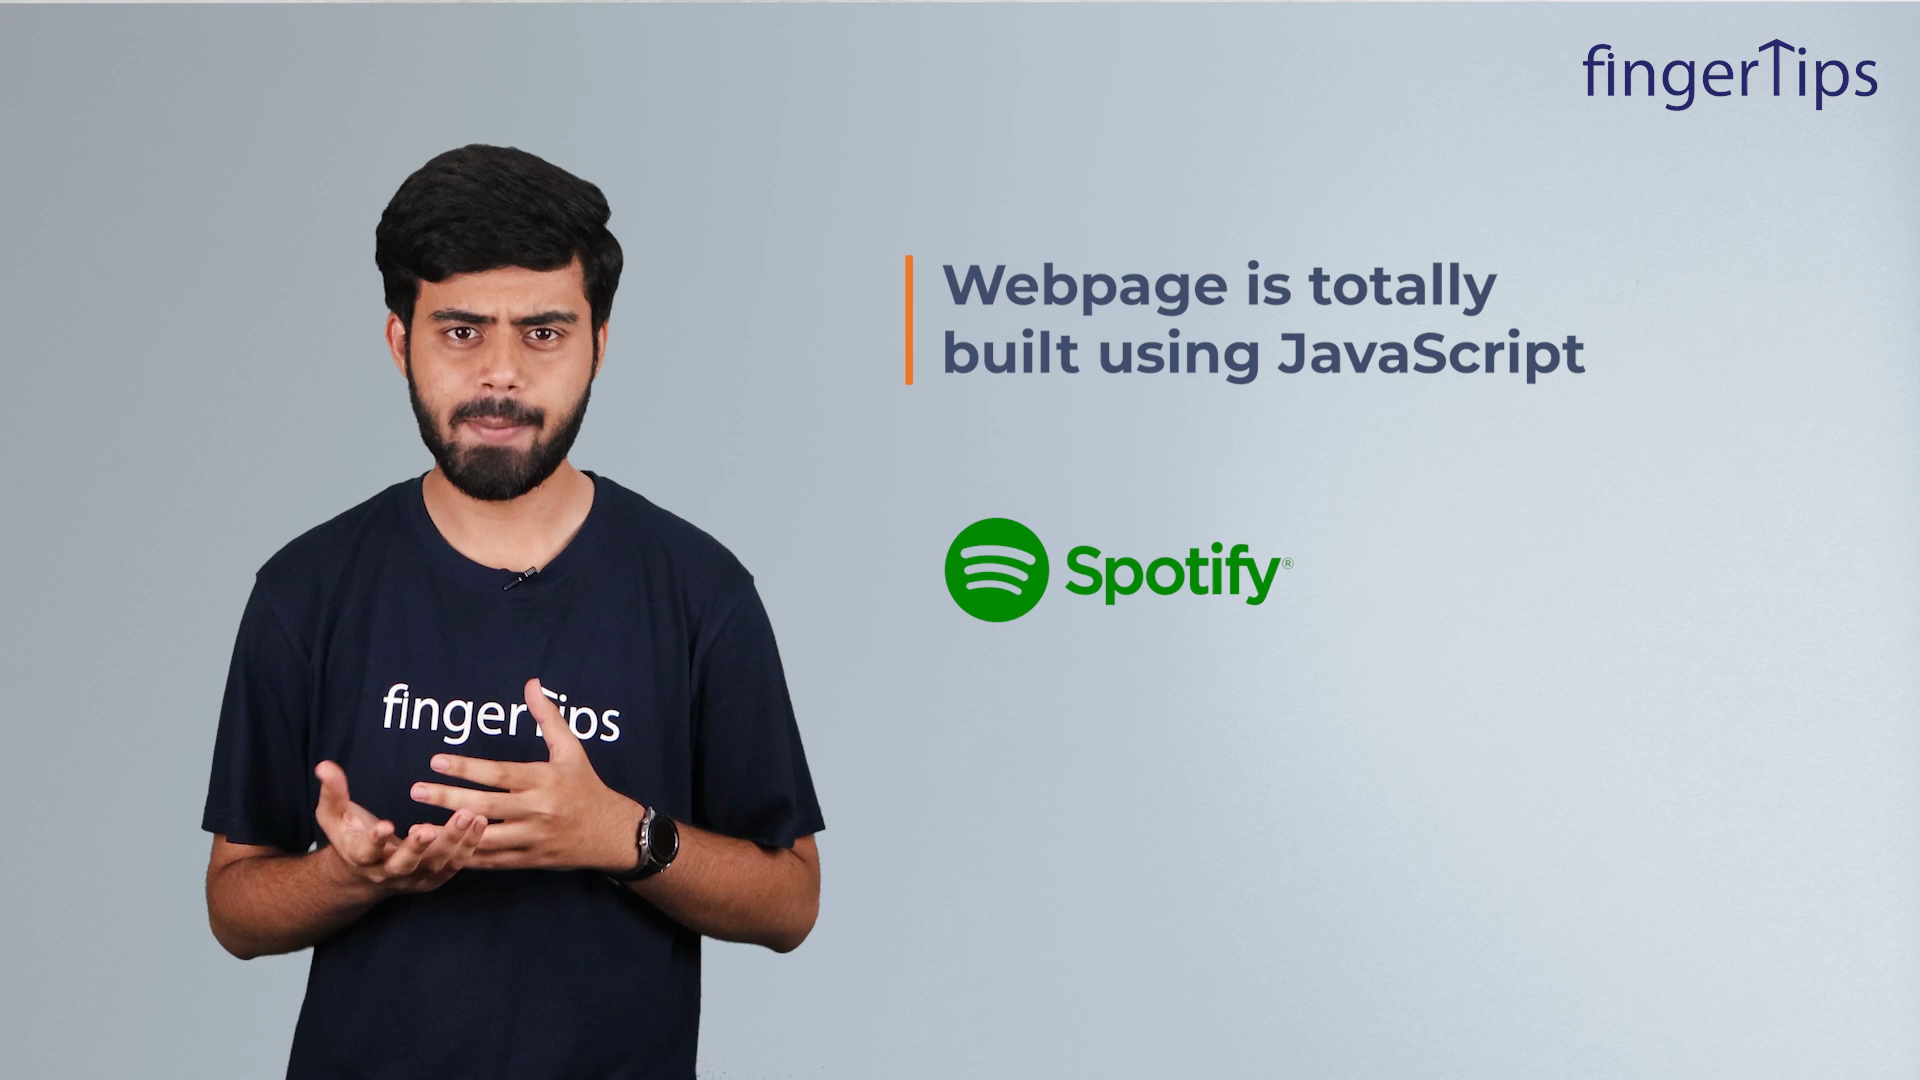 fingerTips
Webpage is totally
built using JavaScript
Spotify®
fingerTips